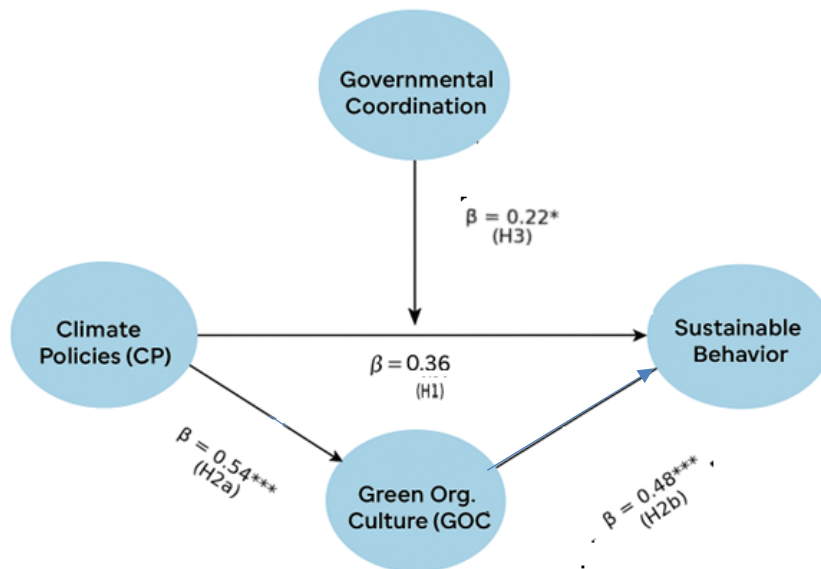 Governmental
Coordination
β = 0.22*
(H3)
Climate
Policies (CP)
Sustainable
Behavior
β = 0.36
(H1)
β = 0.54***
(H2a)
Green Org.
Culture (GOC
β = 0.48***
(H2b)